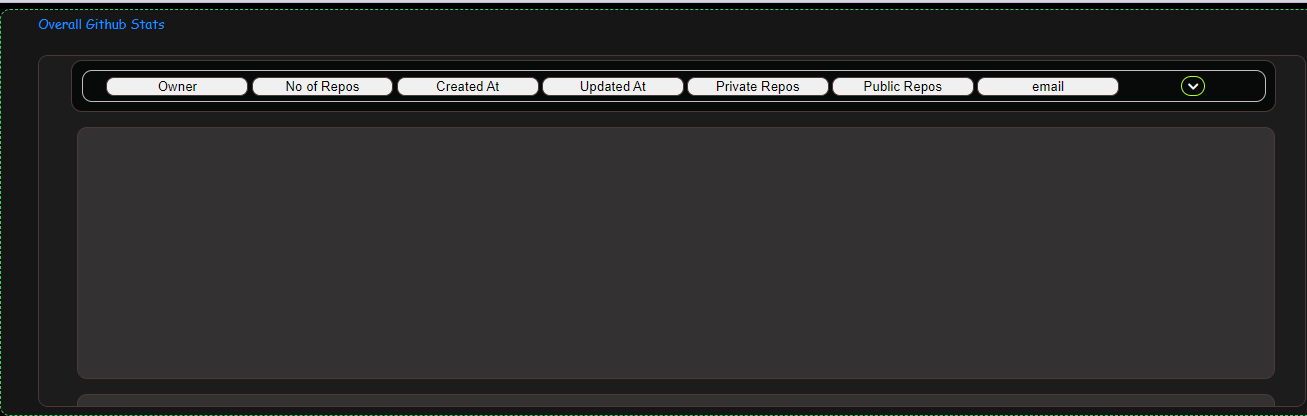 Overall Github Stats
Owner No of Repos Created At Updated At Private Repos Public Repos email